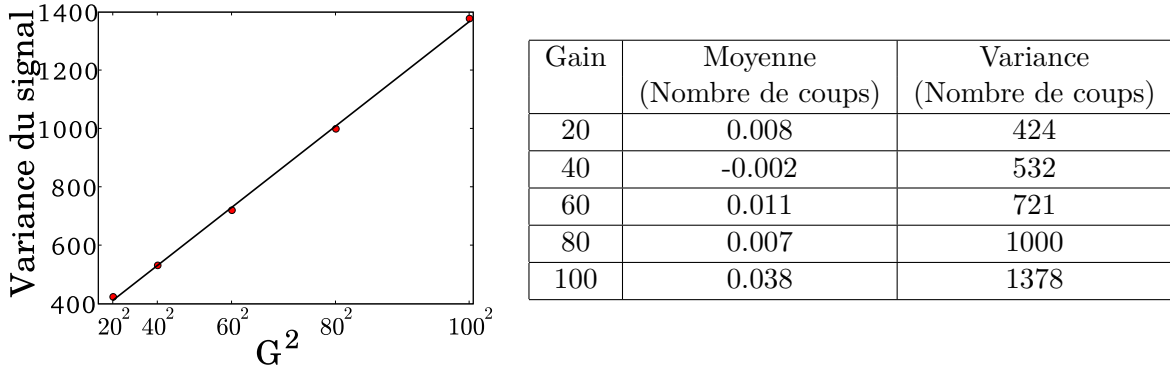 Variance du signal
1400
1200
1000
800
600
400
20² 40² 60² 80² 100²
G²
Gain Moyenne Variance
(Nombre de coups) (Nombre de coups)
20 0.008 424
40 -0.002 532
60 0.011 721
80 0.007 1000
100 0.038 1378